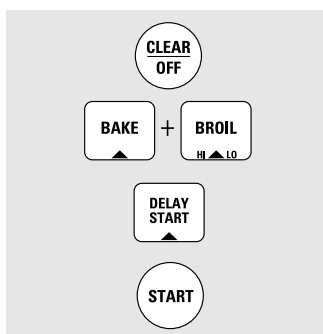 CLEAR
OFF
BAKE + BROIL
HI LO
DELAY
START
START